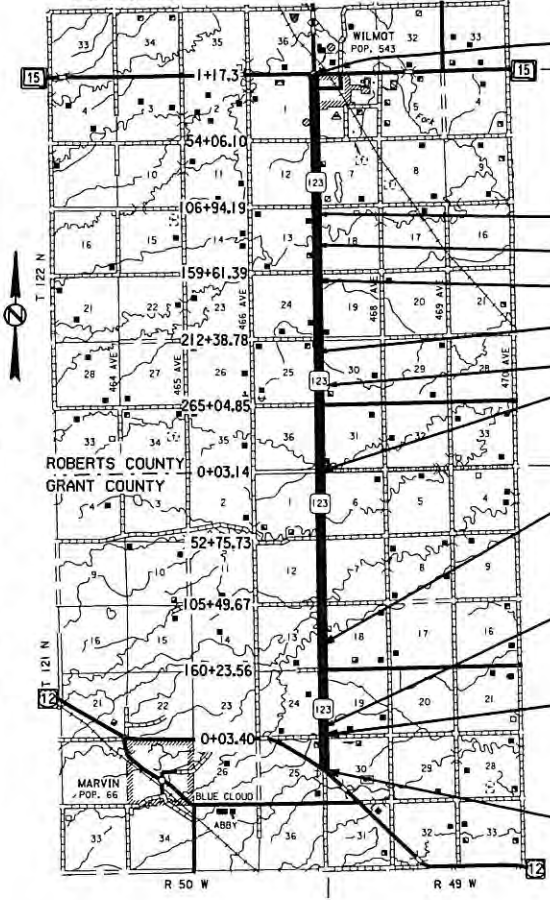 33 34 35 32 33
WILMOT
POP. 543
15 1+17.3 15
4 3 2 1 5 4
Fork
54+06.10
10 11 12 7 8
123
106+94.19
16 15 14 13 18 17 16
T 122 N
159+61.39
466 AVE 468 AVE 469 AVE
21 22 23 24 19 20 21
212+38.78
464 AVE 465 AVE 470 AVE
28 27 26 25 30 29 28
123
265+04.85
33 34 35 36 31 32 33
ROBERTS COUNTY
0+03.14
GRANT COUNTY
4 3 2 1 6 5 4
123
52+75.73
9 10 11 12 8 9
105+49.67
16 15 14 13 18 17 16
T 121 N
160+23.56
12 21 22 23 24 19 20 21
123
0+03.40
26 25 30 29 28
MARVIN
POP. 66
BLUE CLOUD
ABBY
33 34 36 31 32 33
12
R 50 W R 49 W